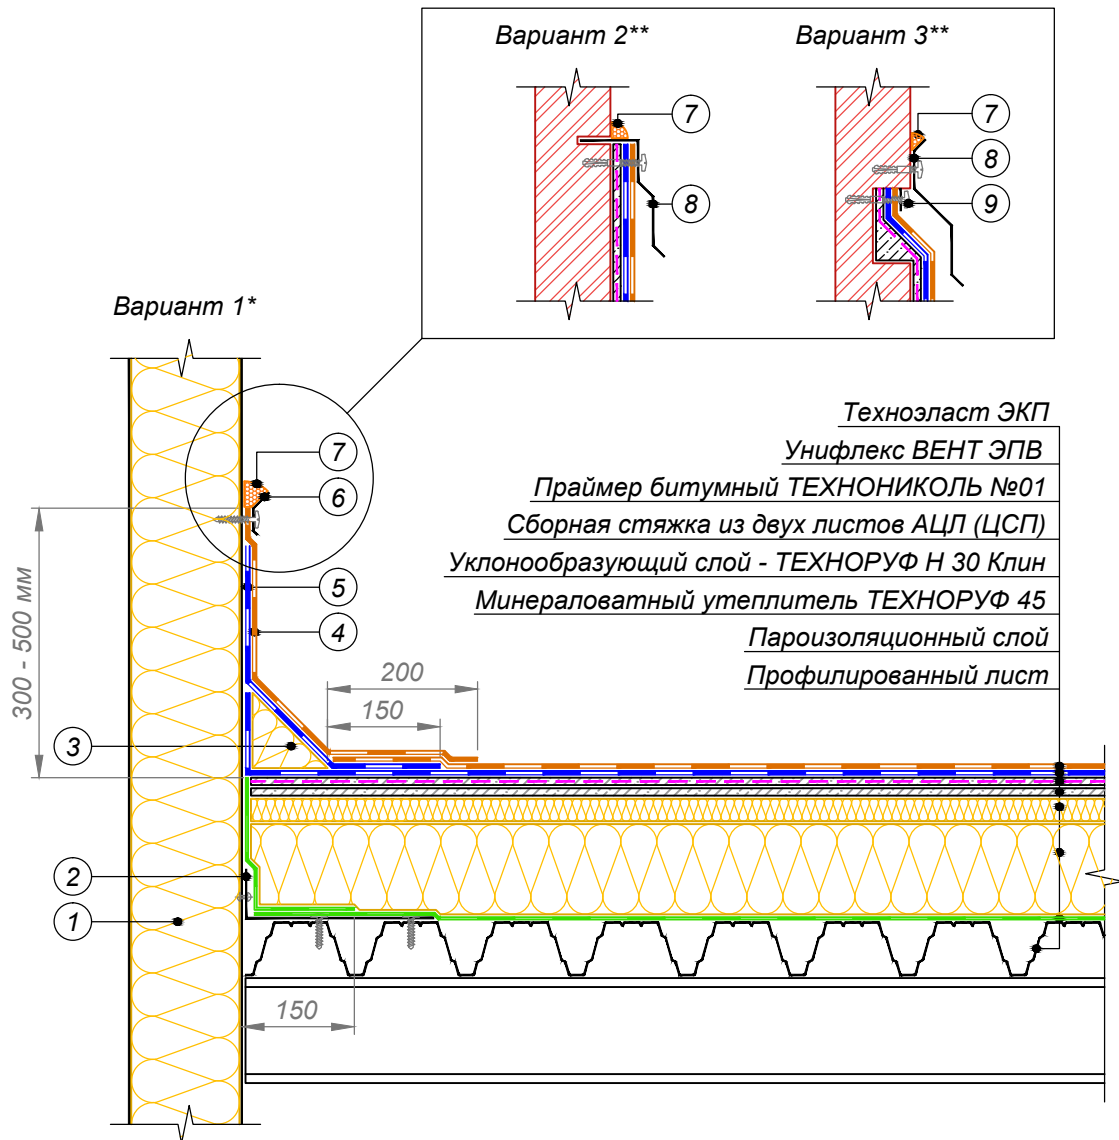 Вариант 2**
Вариант 3**
7
7
8
8
9
Вариант 1*
Техноэласт ЭКП
Унифлекс ВЕНТ ЭПВ
Праймер битумный ТЕХНОНИКОЛЬ №01
Сборная стяжка из двух листов АЦЛ (ЦСП)
Уклонообразующий слой - ТЕХНОРУФ Н 30 Клин
Минераловатный утеплитель ТЕХНОРУФ 45
Пароизоляционный слой
Профилированный лист
7
6
5
4
300 - 500 мм
200
150
3
2
1
150